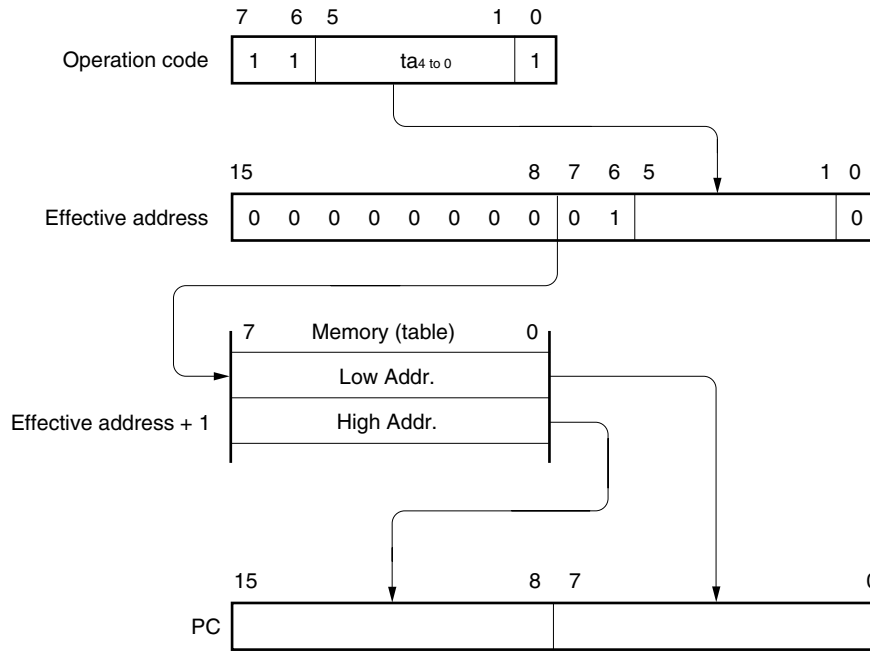 7 6 5 1 0
Operation code 1 1 ta4 to 0 1
15 8 7 6 5 1 0
Effective address 0 0 0 0 0 0 0 0 0 1 0
7 Memory (table) 0
Low Addr.
Effective address + 1 High Addr.
15 8 7 0
PC